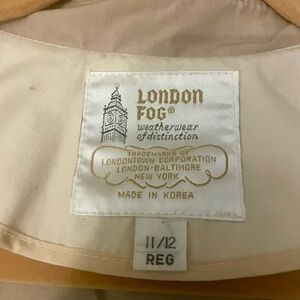 LONDON
FOG®
weatherwear
of distinction
TRADEMARKS OF
LONDONTOWN CORPORATION
LONDON-BALTIMORE
NEW YORK
MADE IN KOREA
11/12
REG